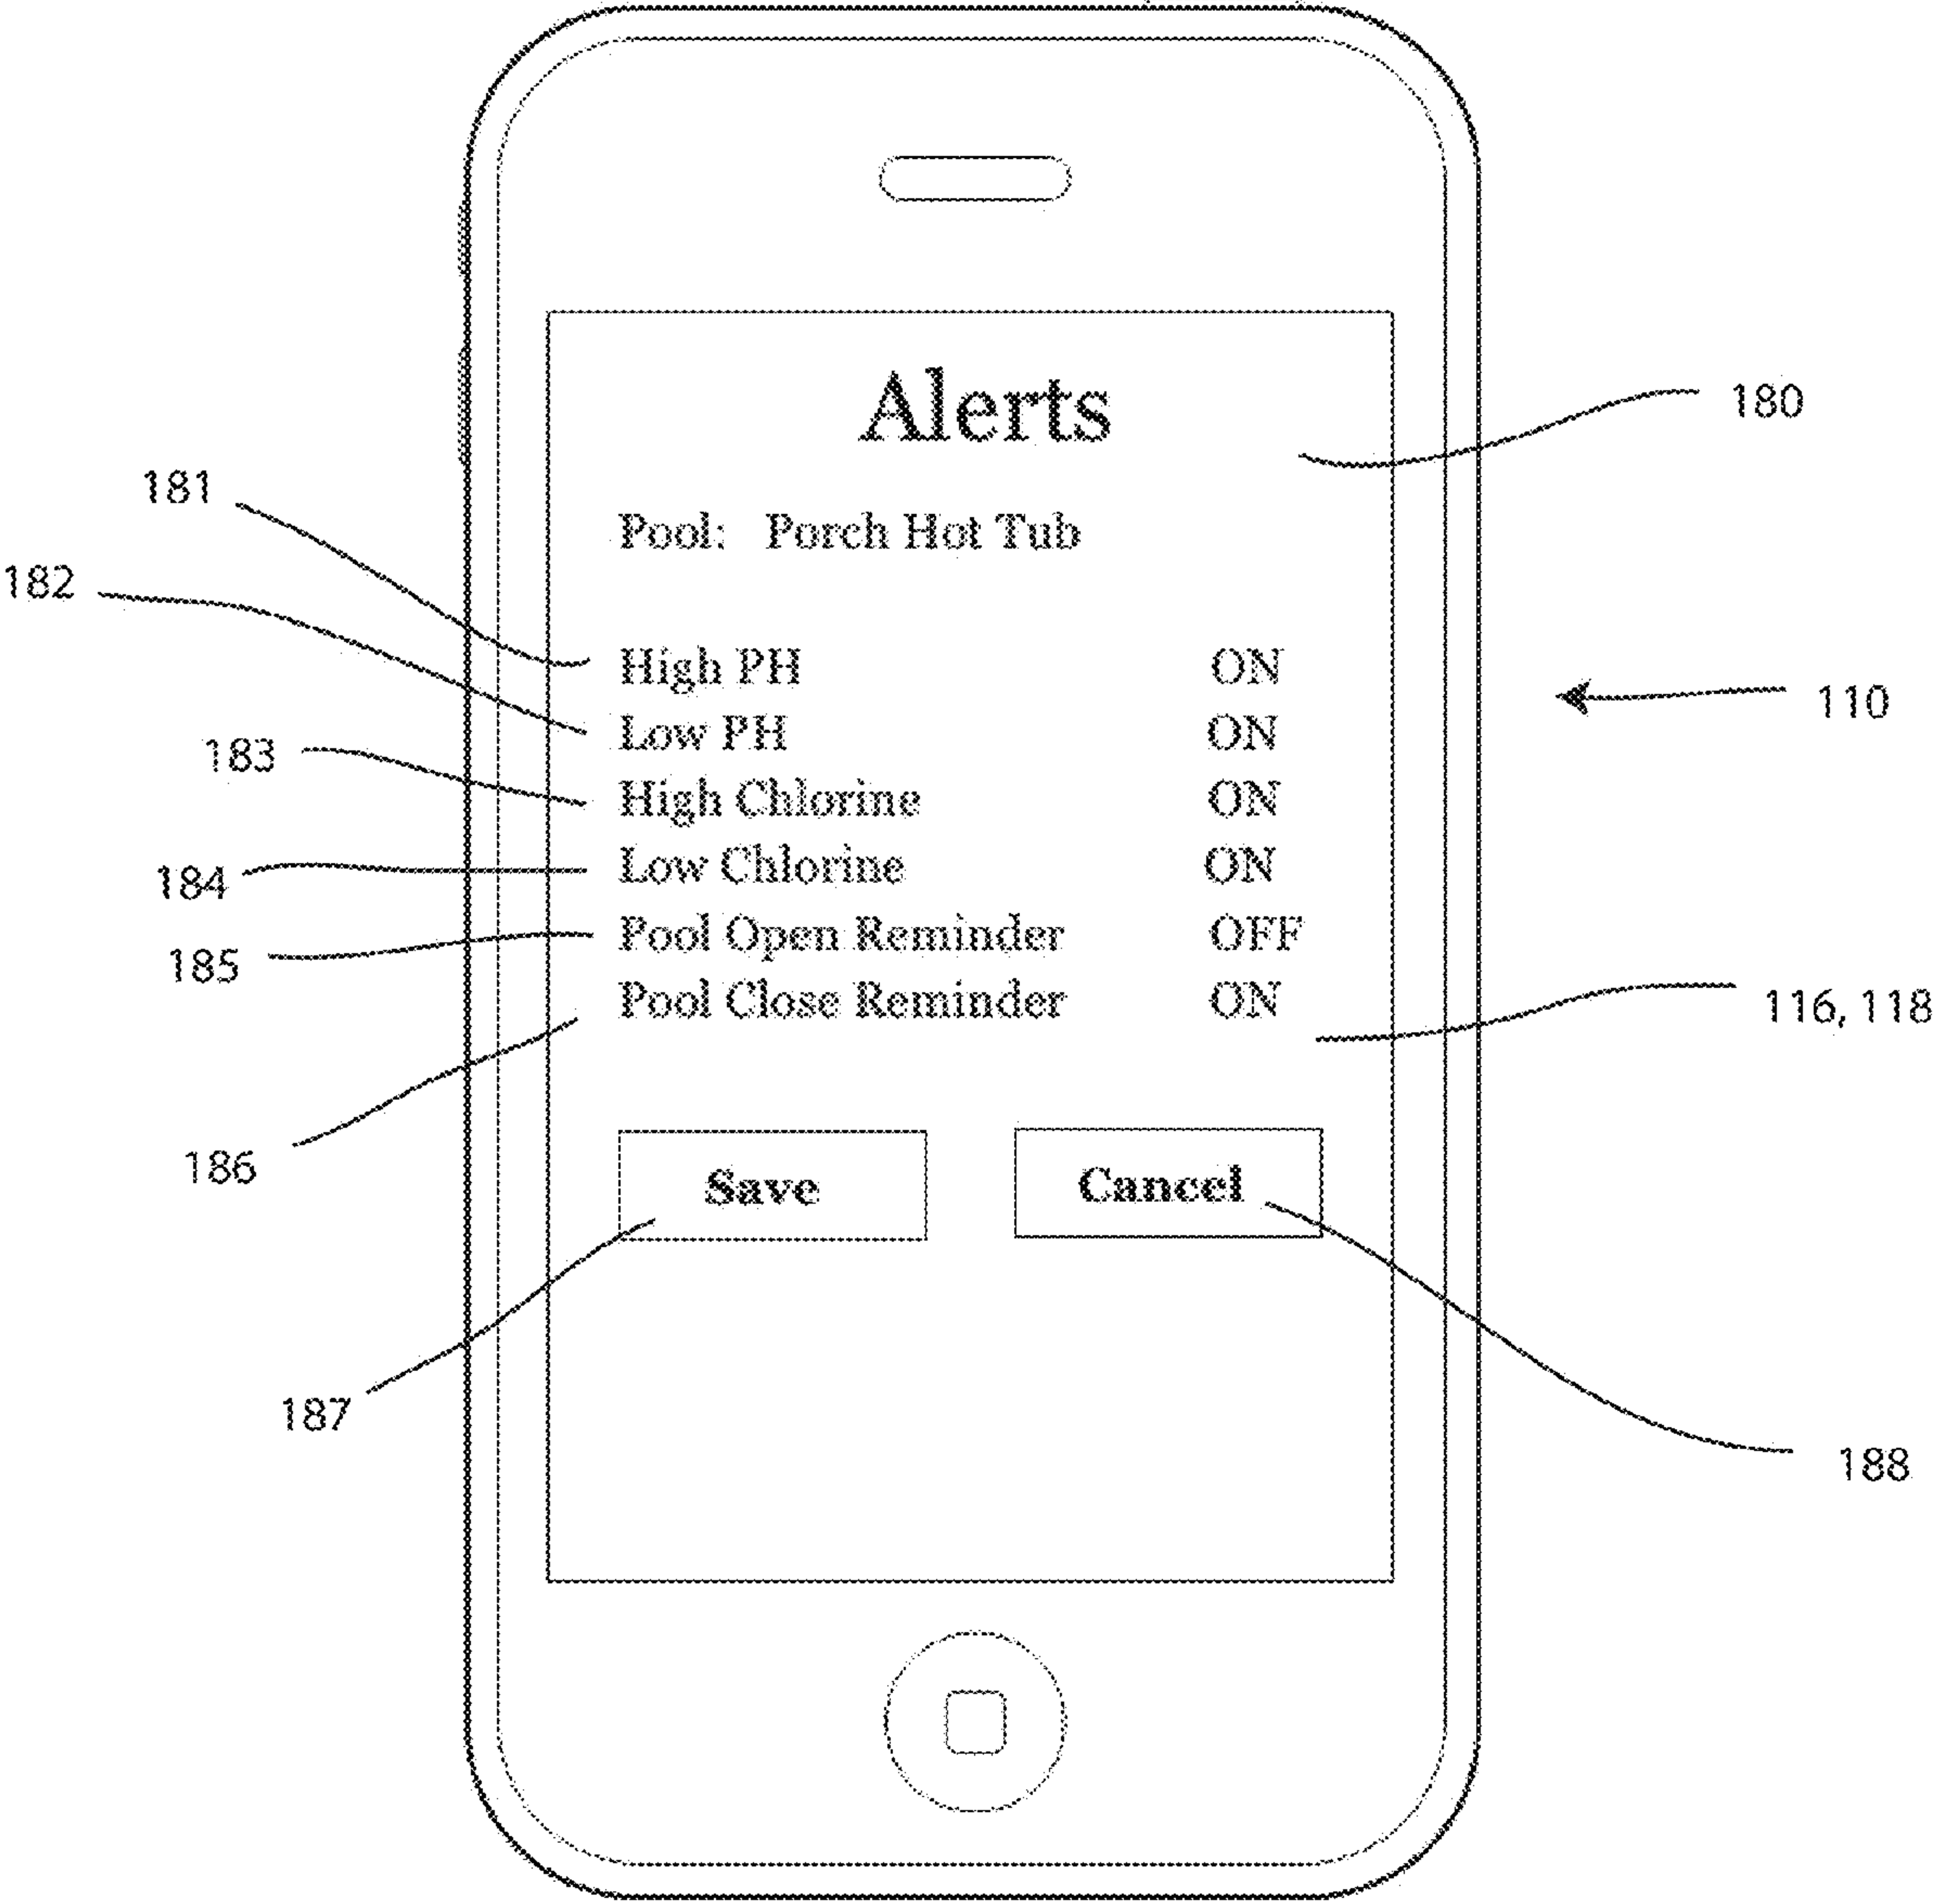 Alerts
180
181
Pool: Porch Hot Tub
182
High PH ON
110
Low PH ON
183
High Chlorine ON
184
Low Chlorine ON
185
Pool Open Reminder OFF
Pool Close Reminder ON
116, 118
186
Save Cancel
187
188